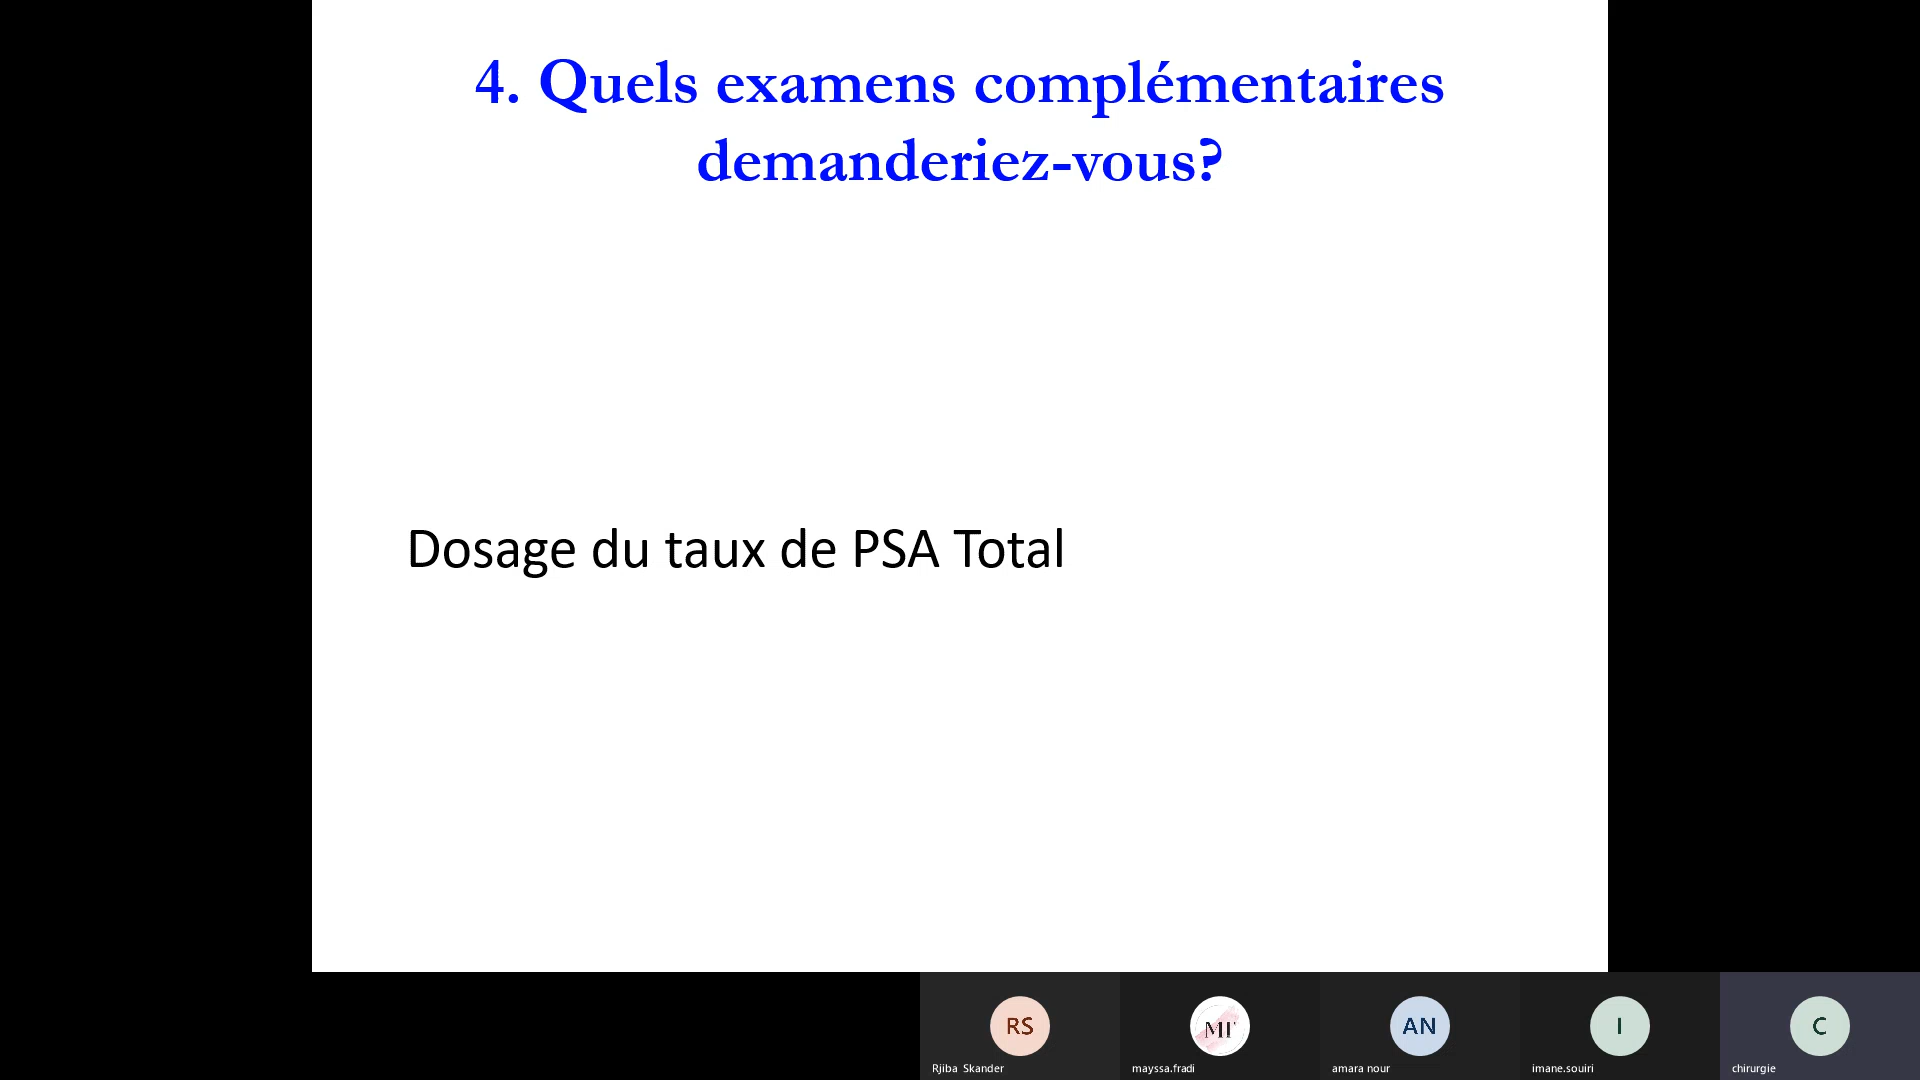 4. Quels examens complémentaires
demanderiez-vous?
Dosage du taux de PSA Total
RS
MF
AN
I
C
Rjiba Skander
mayssa.fradi
amara nour
imane.souiri
chirurgie